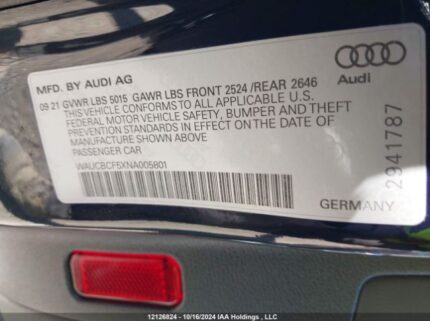 MFD. BY AUDI AG
09 21 GVWR LBS 5015 GAWR LBS FRONT 2524 /REAR 2646
THIS VEHICLE CONFORMS TO ALL APPLICABLE U.S.
FEDERAL MOTOR VEHICLE SAFETY, BUMPER AND THEFT
PREVENTION STANDARDS IN EFFECT ON THE DATE OF
MANUFACTURE SHOWN ABOVE
PASSENGER CAR
WAUCBCF5XNA005801
Audi
GERMANY
2941787
12126824 - 10/16/2024 IAA Holdings , LLC